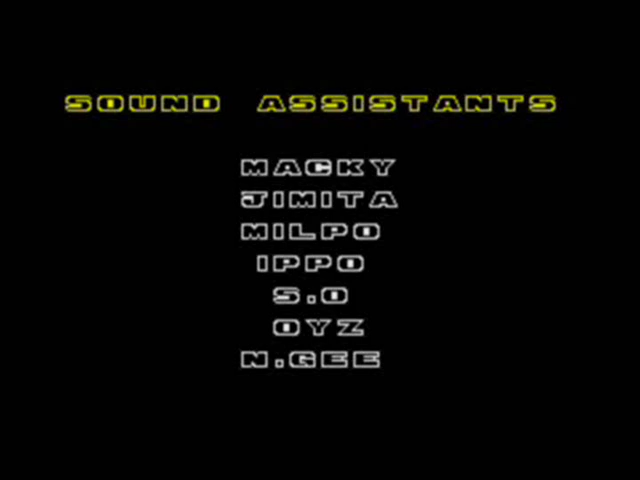 SOUND ASSISTANTS
MACKY
JIMITA
MILPO
IPPO
S.O
OYZ
N.GEE